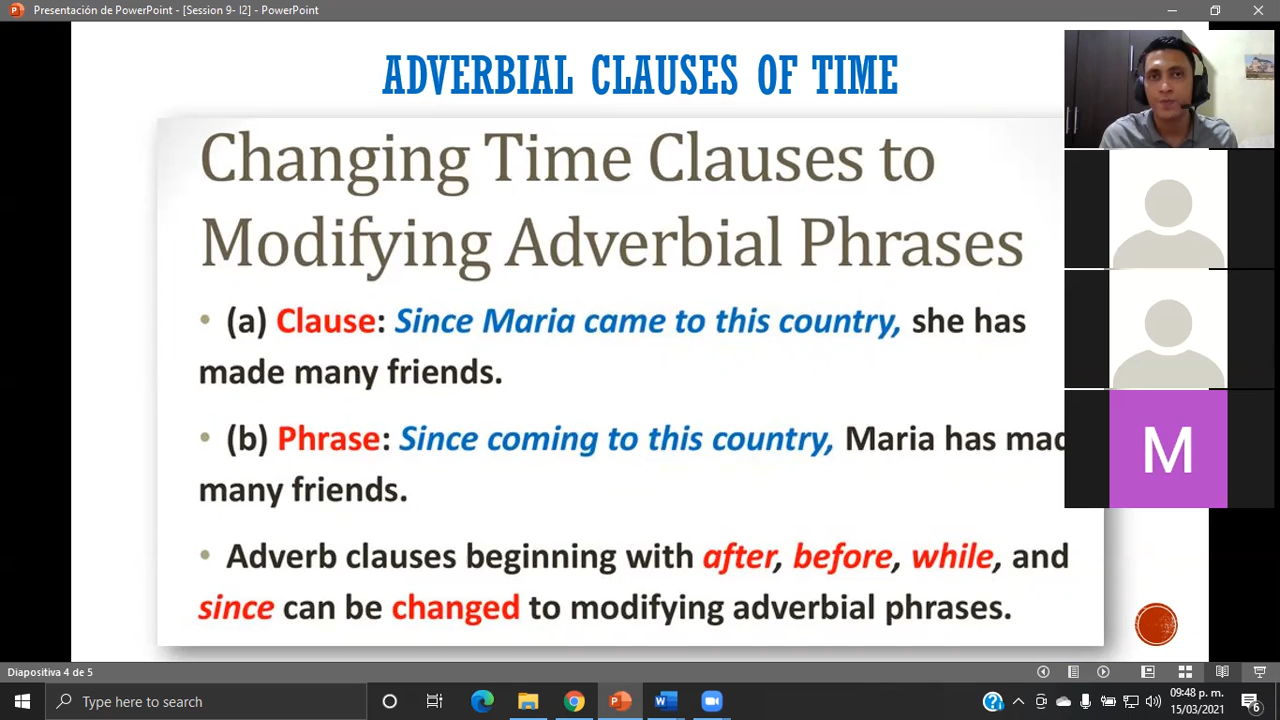 Presentación de PowerPoint - [Session 9- I2] - PowerPoint
ADVERBIAL CLAUSES OF TIME
Changing Time Clauses to
Modifying Adverbial Phrases
• (a) Clause: Since Maria came to this country, she has
made many friends.
• (b) Phrase: Since coming to this country, Maria has mad
many friends.
• Adverb clauses beginning with after, before, while, and
since can be changed to modifying adverbial phrases.
M
Diapositiva 4 de 5
Type here to search
09:48 p. m.
15/03/2021
6